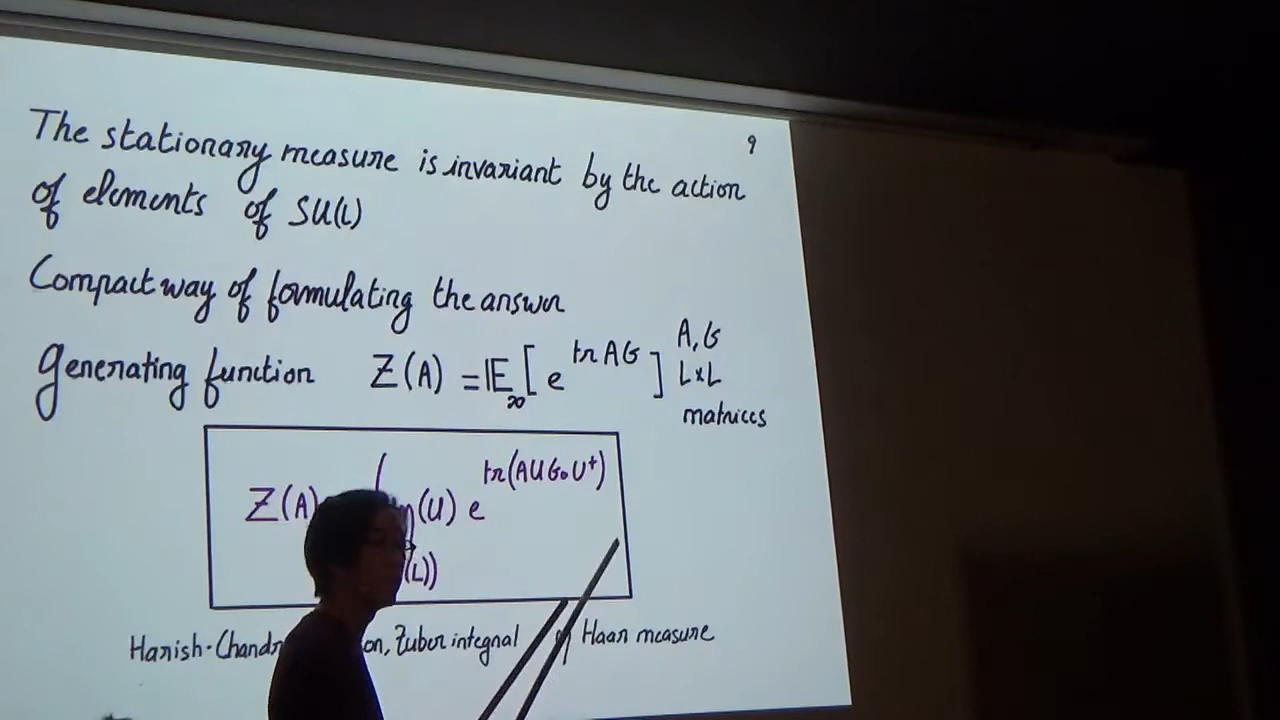 9
The stationary measure is invariant by the action
of elements of SU(L)
Compact way of formulating the answer
Generating function Z(A) = 𝔼∞[e^{tr AG}] A, G
L×L
matrices
Z(A) (U) e^{tr(AUG₀U†)}
(L))
Harish-Chandr on, Zuber integral η Haar measure